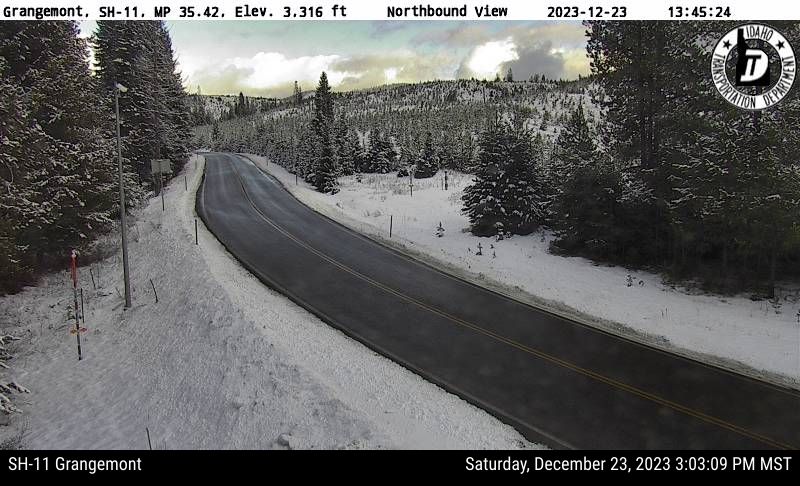 Grangemont, SH-11, MP 35.42, Elev. 3,316 ft Northbound View 2023-12-23 13:45:24
IDAHO
TRANSPORTATION DEPARTMENT
SH-11 Grangemont Saturday, December 23, 2023 3:03:09 PM MST